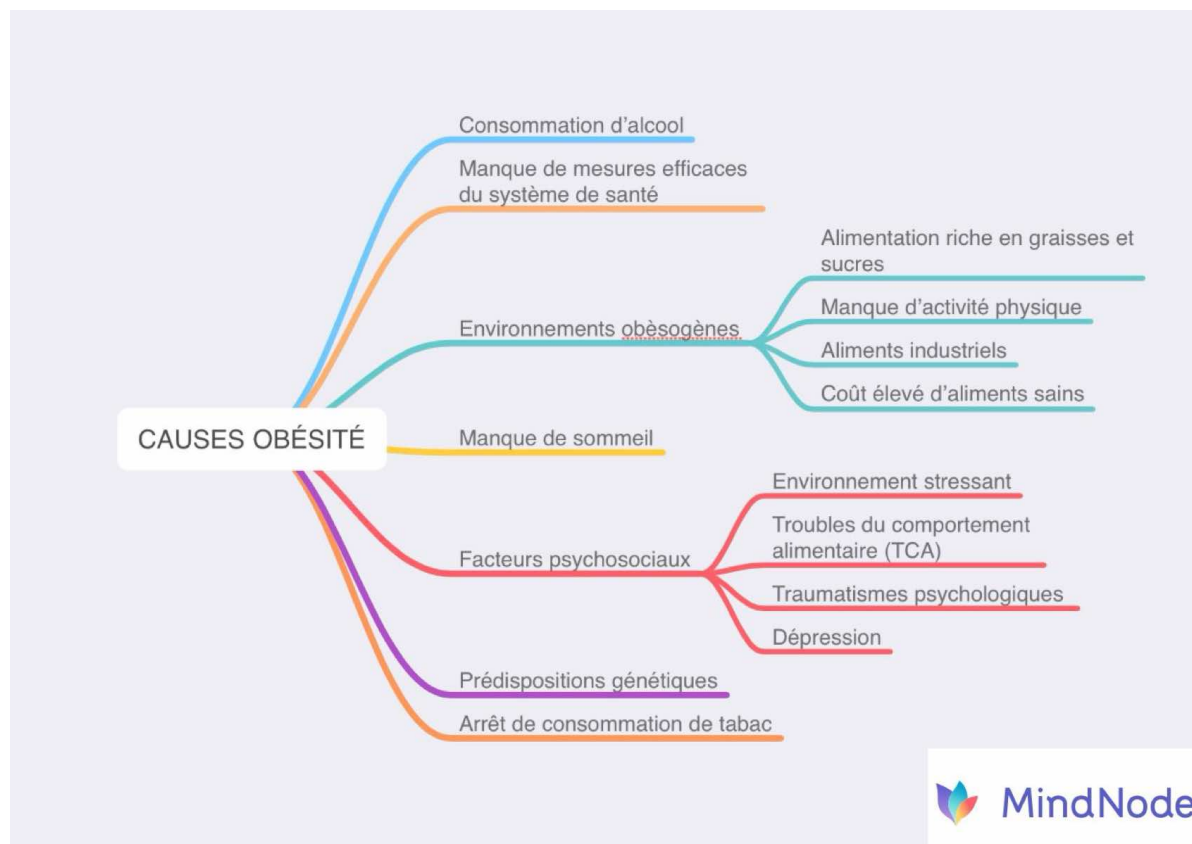 Consommation d'alcool
Manque de mesures efficaces
du système de santé
Alimentation riche en graisses et
sucres
Manque d'activité physique
Environnements obèsogènes
Aliments industriels
Coût élevé d'aliments sains
CAUSES OBÉSITÉ
Manque de sommeil
Environnement stressant
Troubles du comportement
alimentaire (TCA)
Facteurs psychosociaux
Traumatismes psychologiques
Dépression
Prédispositions génétiques
Arrêt de consommation de tabac
MindNode